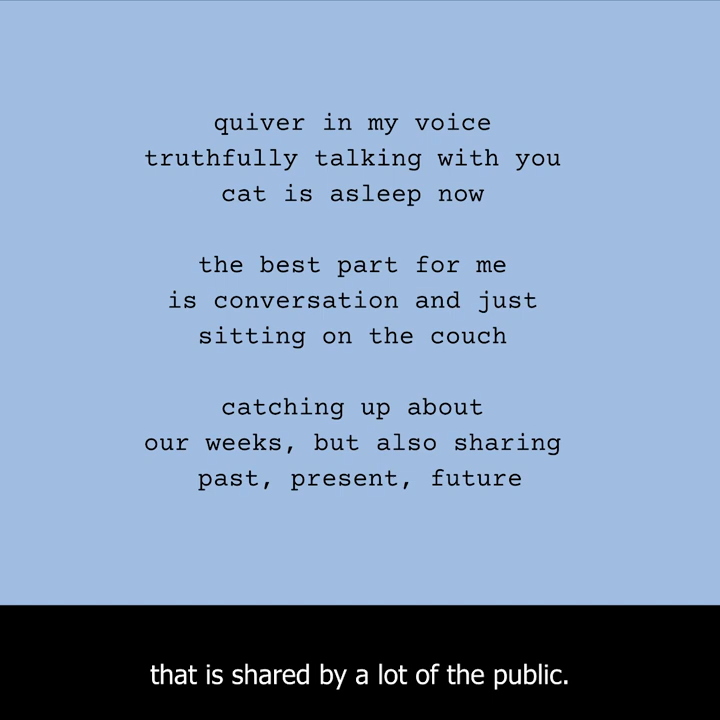 quiver in my voice
truthfully talking with you
cat is asleep now
the best part for me
is conversation and just
sitting on the couch
catching up about
our weeks, but also sharing
past, present, future
that is shared by a lot of the public.